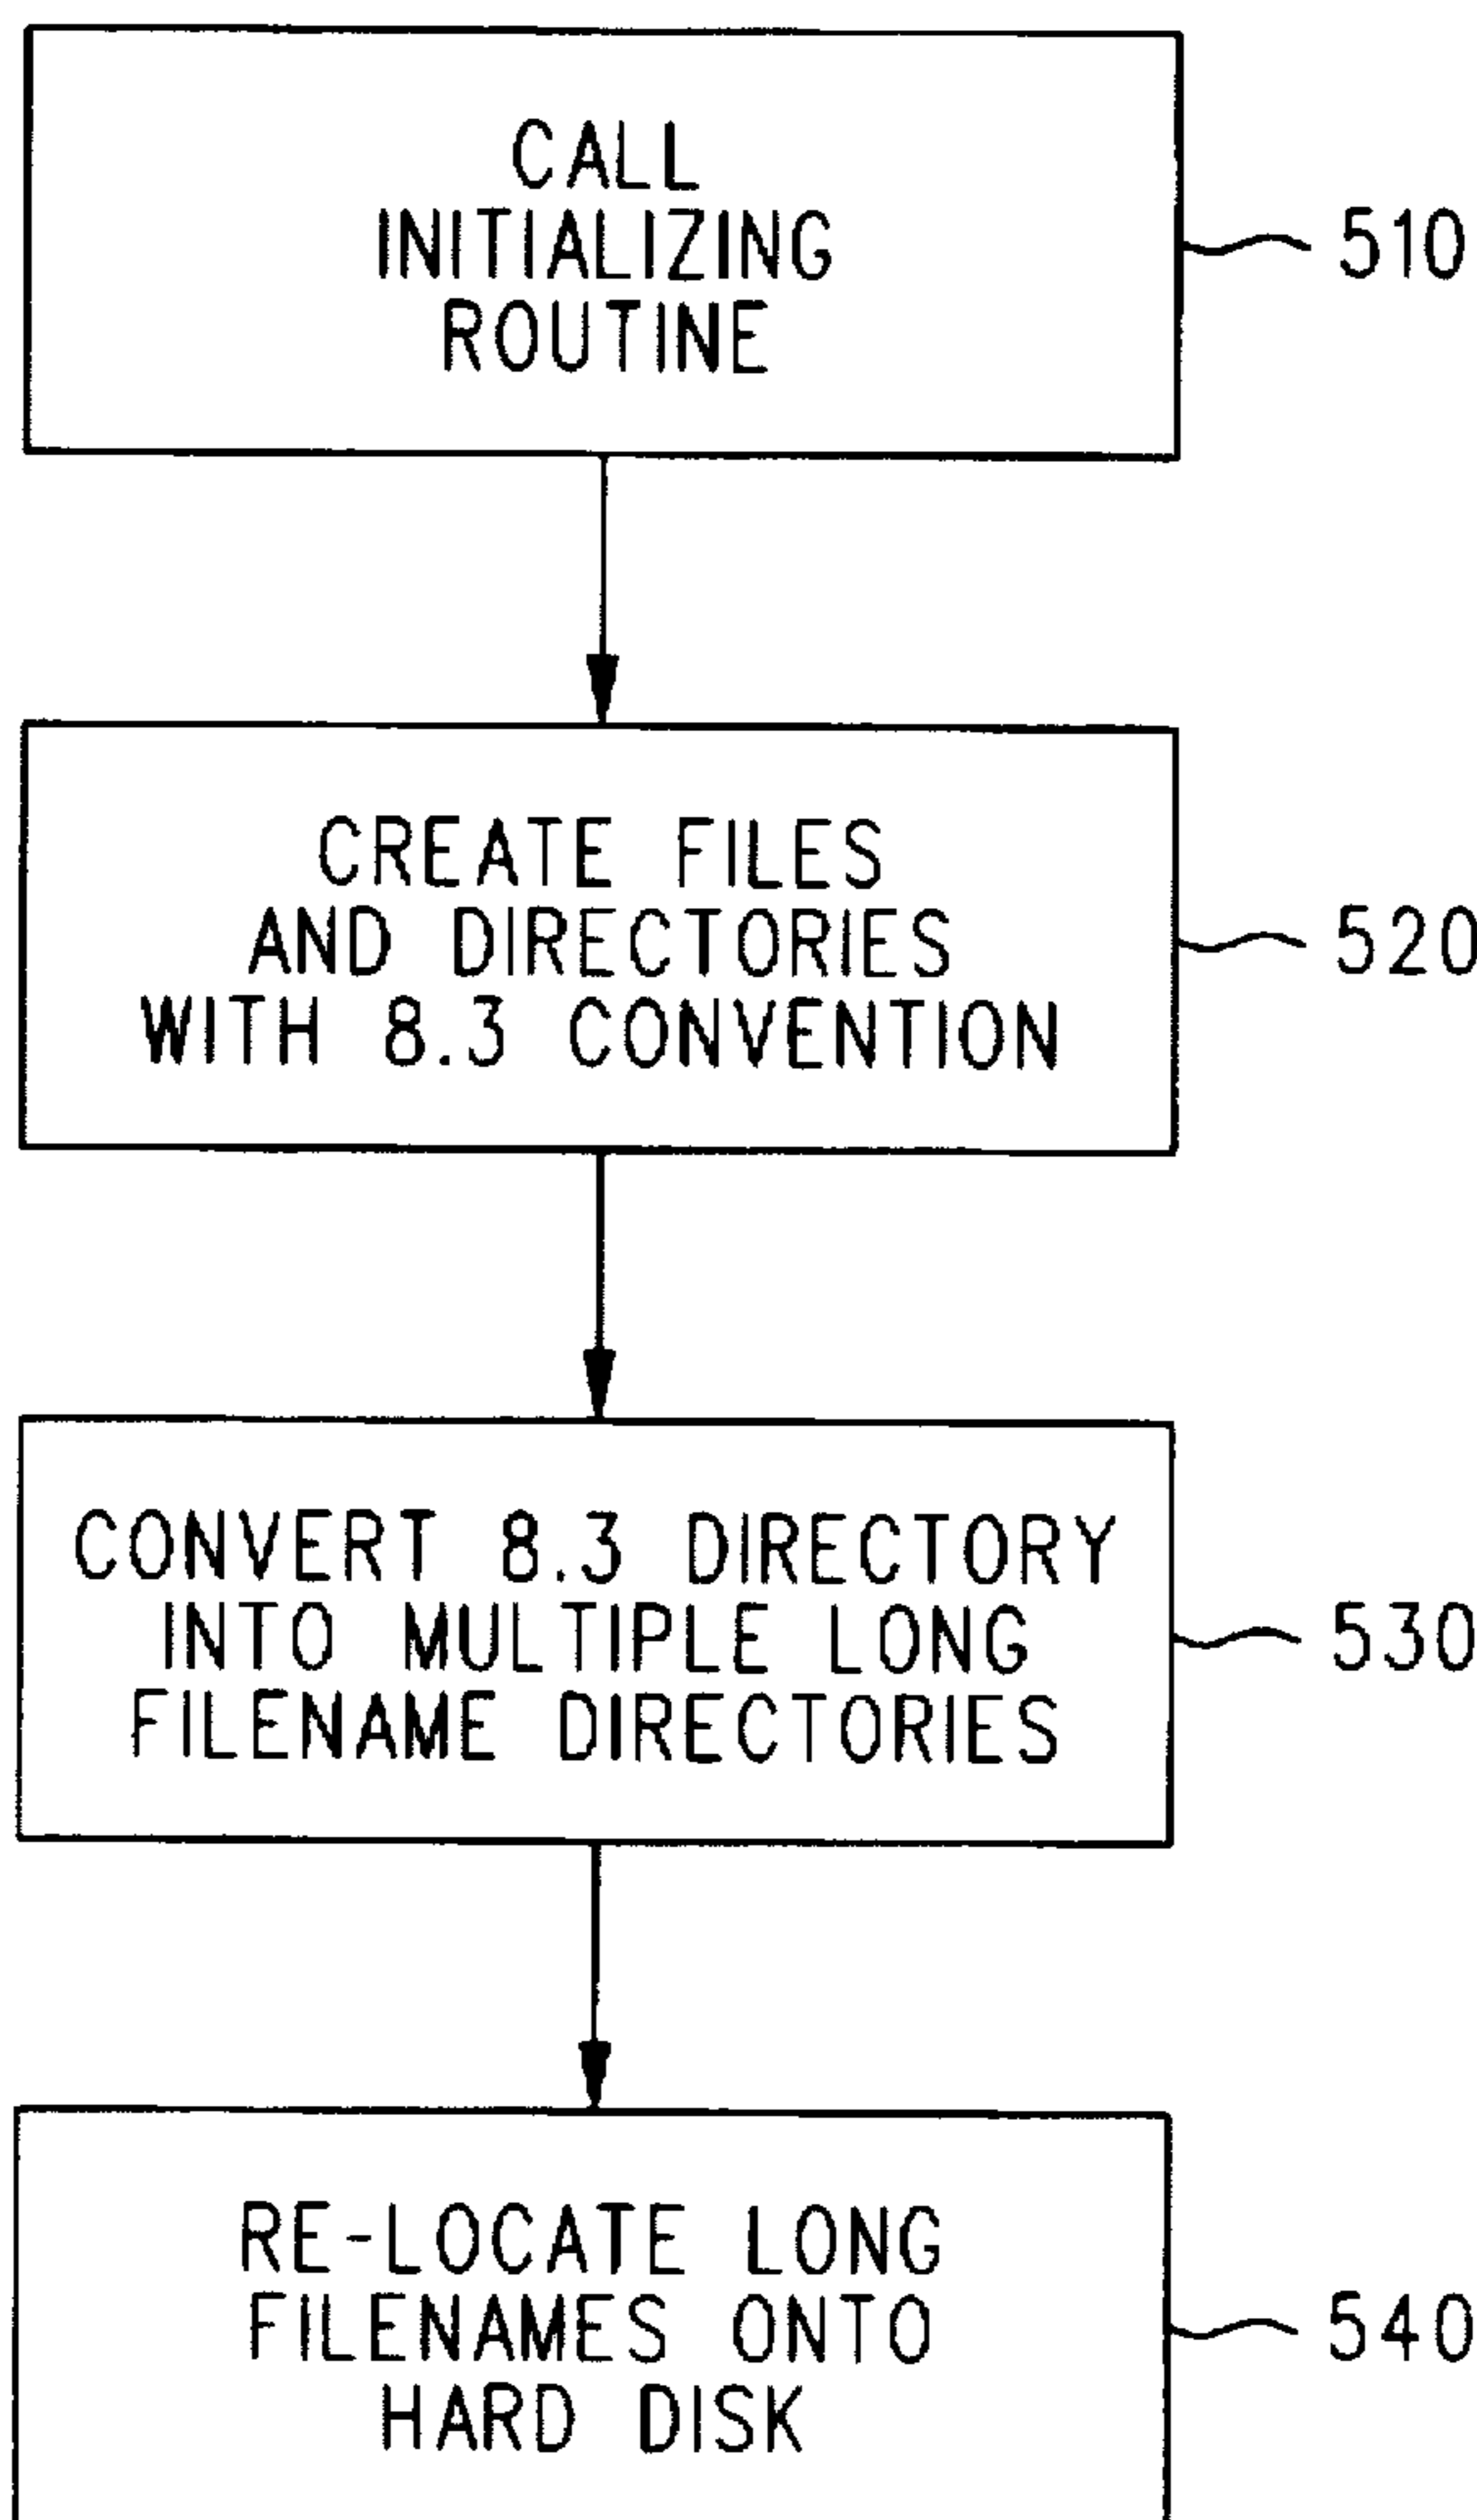 CALL
INITIALIZING
ROUTINE
510
CREATE FILES
AND DIRECTORIES
WITH 8.3 CONVENTION
520
CONVERT 8.3 DIRECTORY
INTO MULTIPLE LONG
FILENAME DIRECTORIES
530
RE-LOCATE LONG
FILENAMES ONTO
HARD DISK
540